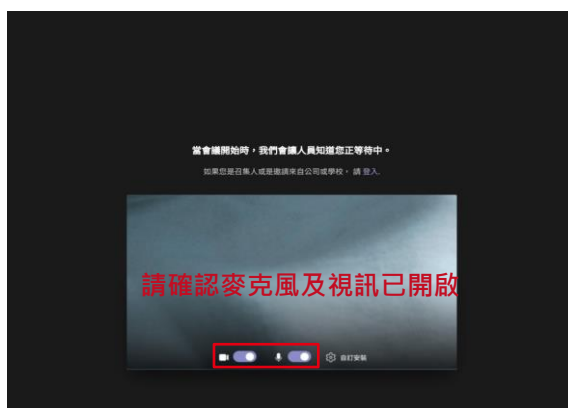 當會議開始時，我們會讓人員知道您正等待中。
如果您是召集人或是邀請來自公司或學校， 請 登入.
請確認麥克風及視訊已開啟
自訂安裝